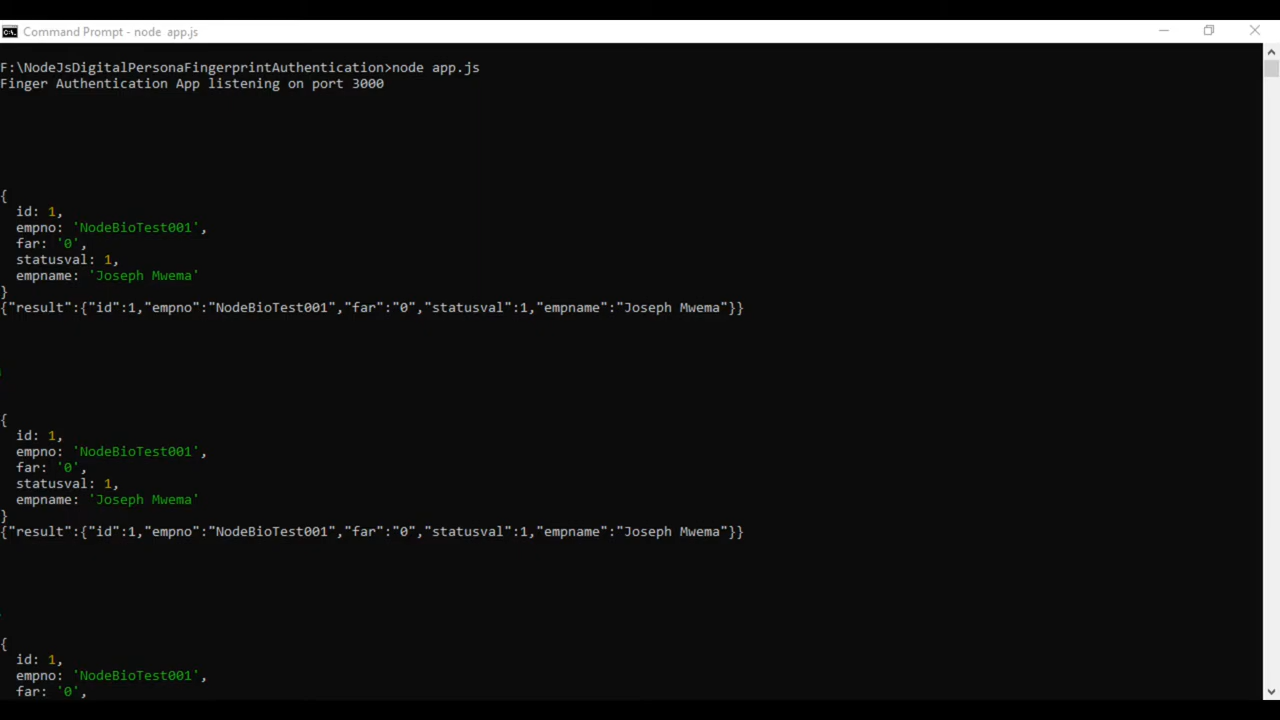 Command Prompt - node  app.js
F:\NodeJsDigitalPersonaFingerprintAuthentication>node app.js
Finger Authentication App listening on port 3000
{
  id: 1,
  empno: 'NodeBioTest001',
  far: '0',
  statusval: 1,
  empname: 'Joseph Mwema'
}
{"result":{"id":1,"empno":"NodeBioTest001","far":"0","statusval":1,"empname":"Joseph Mwema"}}
{
  id: 1,
  empno: 'NodeBioTest001',
  far: '0',
  statusval: 1,
  empname: 'Joseph Mwema'
}
{"result":{"id":1,"empno":"NodeBioTest001","far":"0","statusval":1,"empname":"Joseph Mwema"}}
{
  id: 1,
  empno: 'NodeBioTest001',
  far: '0',